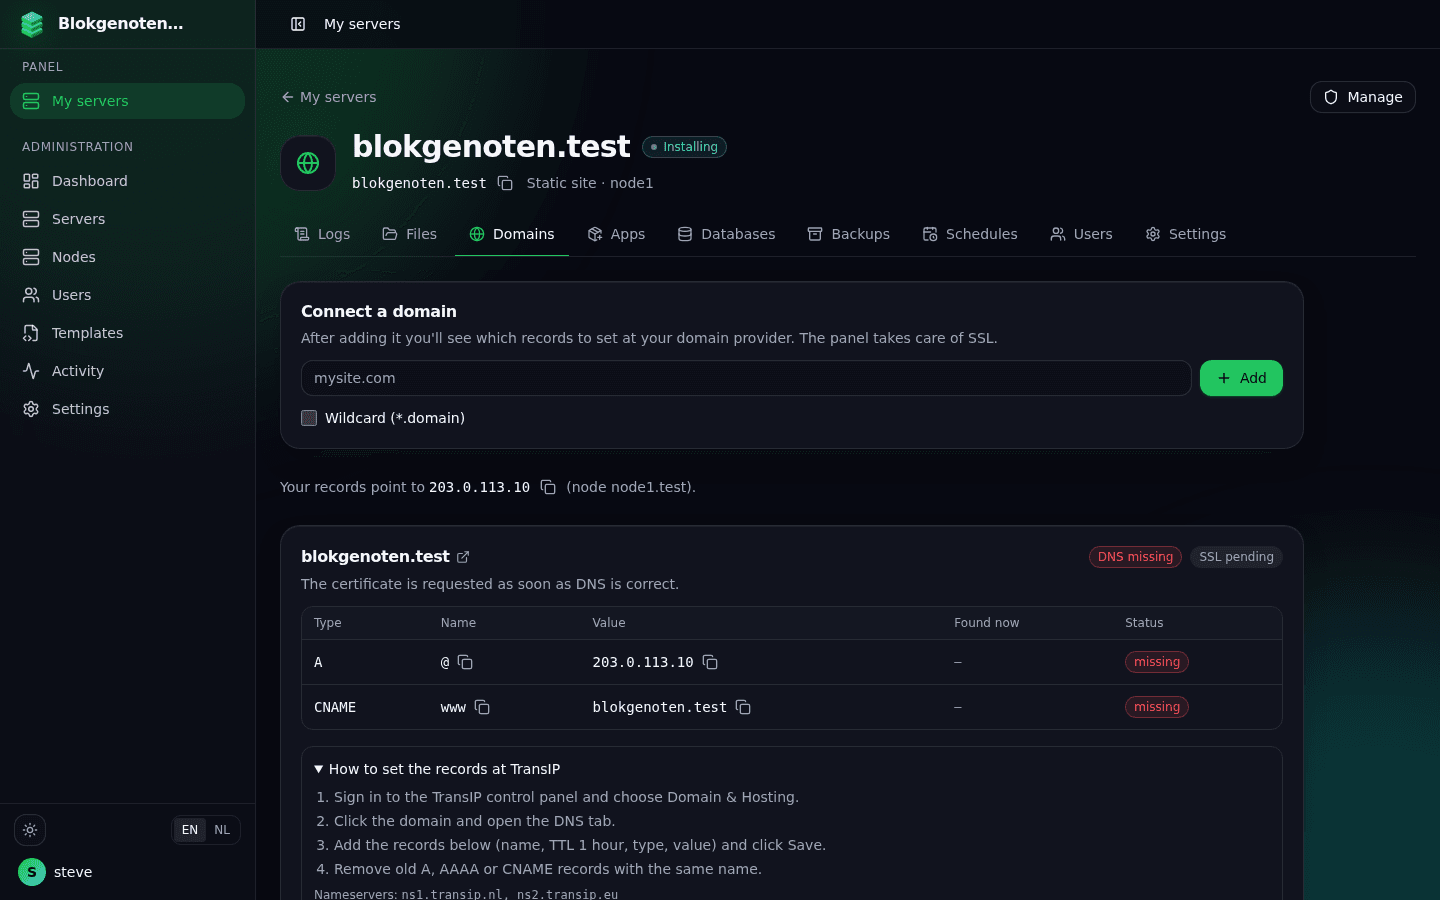 Blokgenoten...
My servers
PANEL
My servers
ADMINISTRATION
Dashboard
Servers
Nodes
Users
Templates
Activity
Settings
EN NL
S steve
My servers
Manage
blokgenoten.test Installing
blokgenoten.test Static site · node1
Logs Files Domains Apps Databases Backups Schedules Users Settings
Connect a domain
After adding it you'll see which records to set at your domain provider. The panel takes care of SSL.
mysite.com
+ Add
Wildcard (*.domain)
Your records point to 203.0.113.10 (node node1.test).
blokgenoten.test DNS missing SSL pending
The certificate is requested as soon as DNS is correct.
Type Name Value Found now Status
A @ 203.0.113.10 – missing
CNAME www blokgenoten.test – missing
▼ How to set the records at TransIP
1. Sign in to the TransIP control panel and choose Domain & Hosting.
2. Click the domain and open the DNS tab.
3. Add the records below (name, TTL 1 hour, type, value) and click Save.
4. Remove old A, AAAA or CNAME records with the same name.
Nameservers: ns1.transip.nl, ns2.transip.eu